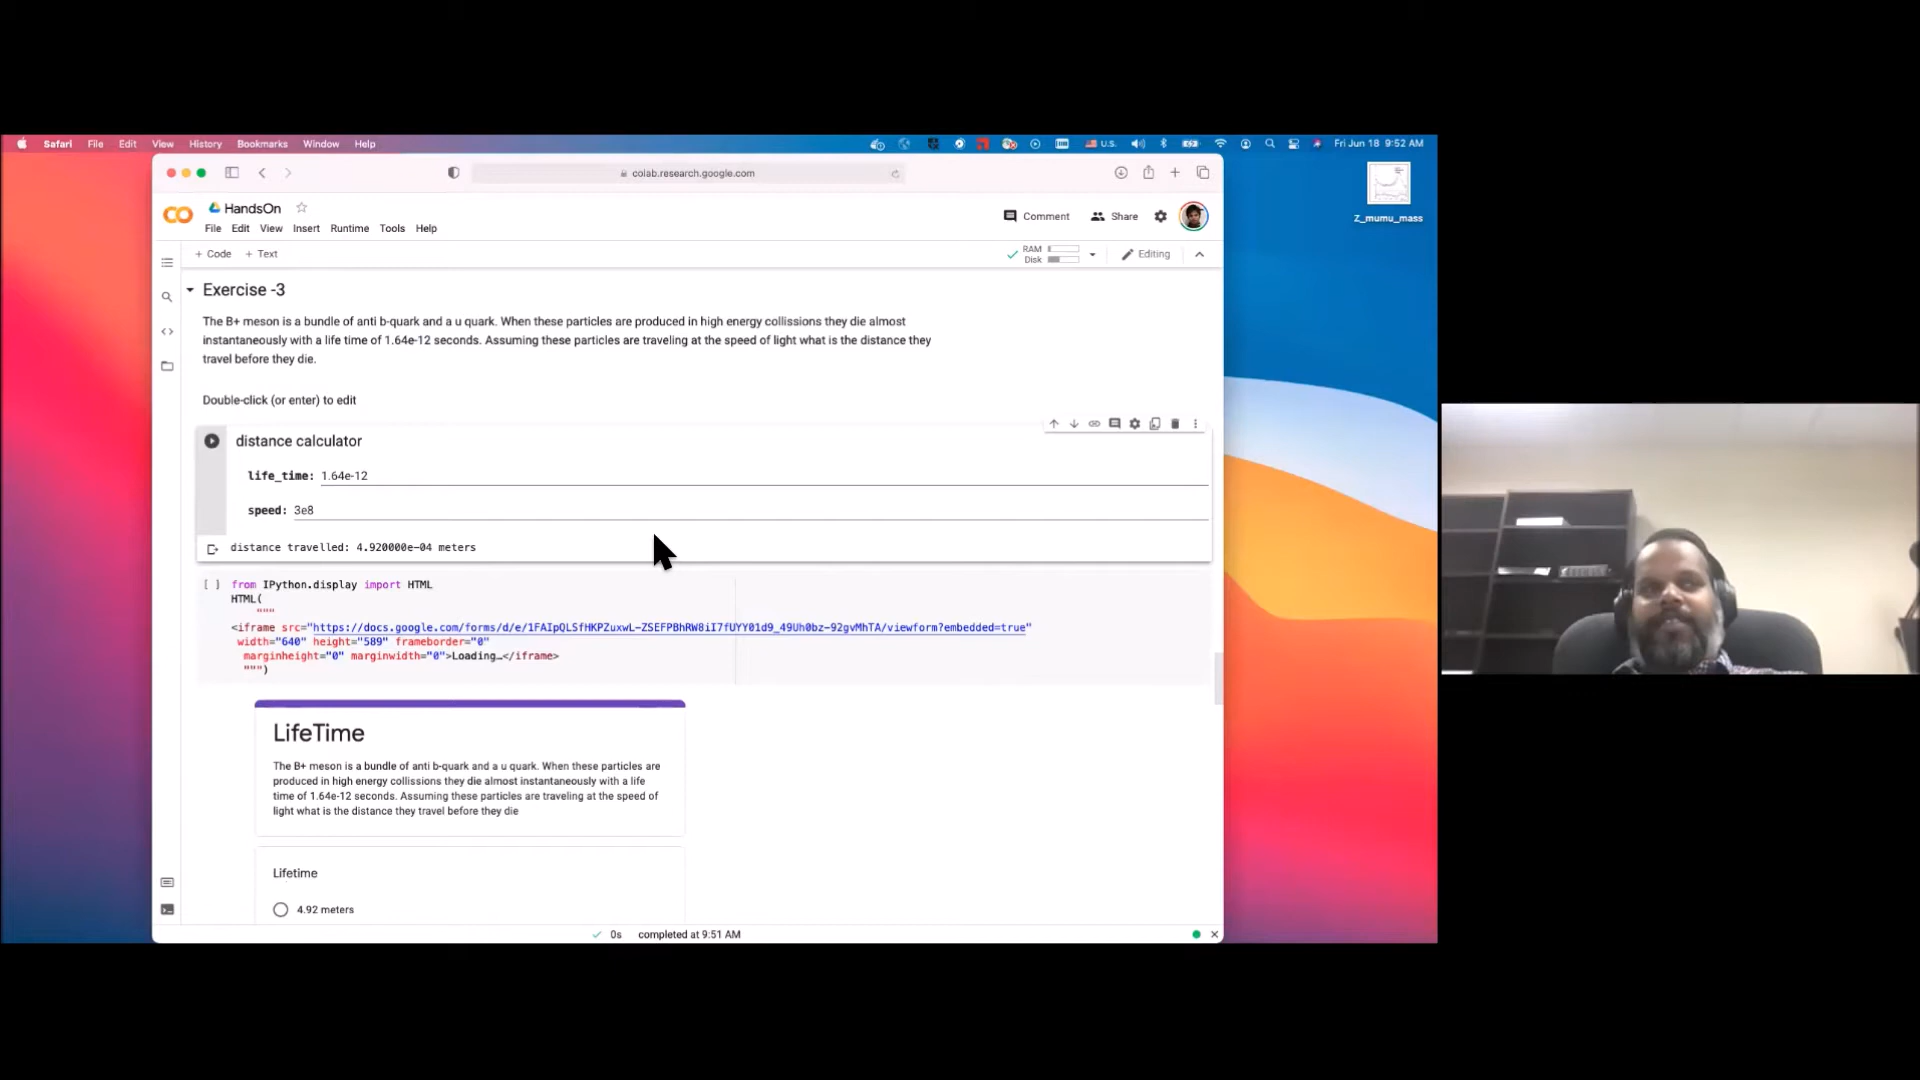 Safari File Edit View History Bookmarks Window Help
U.S. Fri Jun 18 9:52 AM
colab.research.google.com
Z_mumu_mass
HandsOn
Comment Share
File Edit View Insert Runtime Tools Help
+ Code + Text
RAM
Disk
Editing
Exercise -3
The B+ meson is a bundle of anti b-quark and a u quark. When these particles are produced in high energy collissions they die almost
instantaneously with a life time of 1.64e-12 seconds. Assuming these particles are traveling at the speed of light what is the distance they
travel before they die.
Double-click (or enter) to edit
distance calculator
life_time: 1.64e-12
speed: 3e8
distance travelled: 4.920000e-04 meters
[ ] from IPython.display import HTML
HTML(
"""
<iframe src="https://docs.google.com/forms/d/e/1FAIpQLSfHKPZuxwL-ZSEFPBhRW8iI7fUYY01d9_49Uh0bz-92gvMhTA/viewform?embedded=true"
width="640" height="589" frameborder="0"
marginheight="0" marginwidth="0">Loading…</iframe>
""")
LifeTime
The B+ meson is a bundle of anti b-quark and a u quark. When these particles are
produced in high energy collissions they die almost instantaneously with a life
time of 1.64e-12 seconds. Assuming these particles are traveling at the speed of
light what is the distance they travel before they die
Lifetime
4.92 meters
0s completed at 9:51 AM